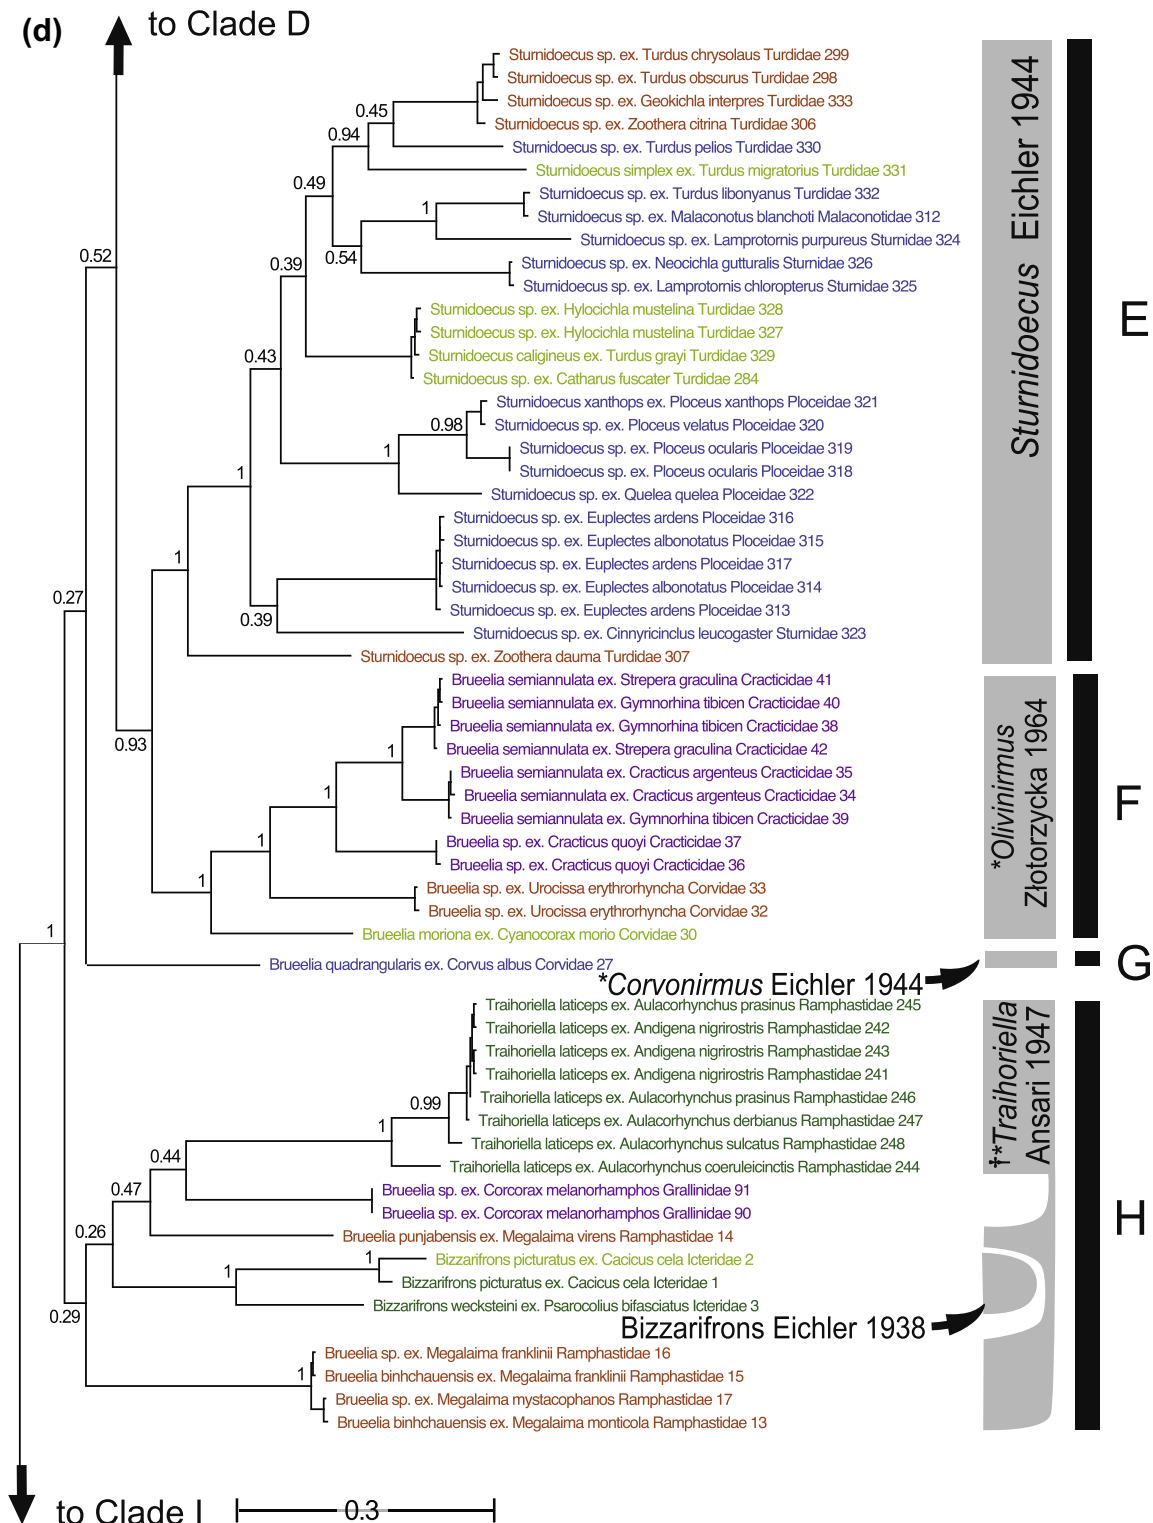 (d)
to Clade D
Sturnidoecus sp. ex. Turdus chrysolaus Turdidae 299
Sturnidoecus sp. ex. Turdus obscurus Turdidae 298
Sturnidoecus sp. ex. Geokichla interpres Turdidae 333
0.45
Sturnidoecus sp. ex. Zoothera citrina Turdidae 306
0.94
Sturnidoecus sp. ex. Turdus pelios Turdidae 330
Sturnidoecus simplex ex. Turdus migratorius Turdidae 331
0.49
Sturnidoecus sp. ex. Turdus libonyanus Turdidae 332
1
Sturnidoecus sp. ex. Malaconotus blanchoti Malaconotidae 312
Sturnidoecus sp. ex. Lamprotornis purpureus Sturnidae 324
0.52
0.54
0.39
Sturnidoecus sp. ex. Neocichla gutturalis Sturnidae 326
Sturnidoecus sp. ex. Lamprotornis chloropterus Sturnidae 325
Sturnidoecus sp. ex. Hylocichla mustelina Turdidae 328
Sturnidoecus sp. ex. Hylocichla mustelina Turdidae 327
0.43
Sturnidoecus caligineus ex. Turdus grayi Turdidae 329
Sturnidoecus sp. ex. Catharus fuscater Turdidae 284
Sturnidoecus xanthops ex. Ploceus xanthops Ploceidae 321
0.98
Sturnidoecus sp. ex. Ploceus velatus Ploceidae 320
1
Sturnidoecus sp. ex. Ploceus ocularis Ploceidae 319
1
Sturnidoecus sp. ex. Ploceus ocularis Ploceidae 318
Sturnidoecus sp. ex. Quelea quelea Ploceidae 322
Sturnidoecus sp. ex. Euplectes ardens Ploceidae 316
Sturnidoecus sp. ex. Euplectes albonotatus Ploceidae 315
1
Sturnidoecus sp. ex. Euplectes ardens Ploceidae 317
Sturnidoecus sp. ex. Euplectes albonotatus Ploceidae 314
0.27
Sturnidoecus sp. ex. Euplectes ardens Ploceidae 313
0.39
Sturnidoecus sp. ex. Cinnyricinclus leucogaster Sturnidae 323
Sturnidoecus sp. ex. Zoothera dauma Turdidae 307
Sturnidoecus Eichler 1944
E
Brueelia semiannulata ex. Strepera graculina Cracticidae 41
Brueelia semiannulata ex. Gymnorhina tibicen Cracticidae 40
Brueelia semiannulata ex. Gymnorhina tibicen Cracticidae 38
0.93
1
Brueelia semiannulata ex. Strepera graculina Cracticidae 42
Brueelia semiannulata ex. Cracticus argenteus Cracticidae 35
1
Brueelia semiannulata ex. Cracticus argenteus Cracticidae 34
Brueelia semiannulata ex. Gymnorhina tibicen Cracticidae 39
1
Brueelia sp. ex. Cracticus quoyi Cracticidae 37
Brueelia sp. ex. Cracticus quoyi Cracticidae 36
1
Brueelia sp. ex. Urocissa erythrorhyncha Corvidae 33
Brueelia sp. ex. Urocissa erythrorhyncha Corvidae 32
1
Brueelia moriona ex. Cyanocorax morio Corvidae 30
*Olivinirmus
Złotorzycka 1964
F
Brueelia quadrangularis ex. Corvus albus Corvidae 27
G
*Corvonirmus Eichler 1944
Traihoriella laticeps ex. Aulacorhynchus prasinus Ramphastidae 245
Traihoriella laticeps ex. Andigena nigrirostris Ramphastidae 242
Traihoriella laticeps ex. Andigena nigrirostris Ramphastidae 243
Traihoriella laticeps ex. Andigena nigrirostris Ramphastidae 241
0.99
Traihoriella laticeps ex. Aulacorhynchus prasinus Ramphastidae 246
1
Traihoriella laticeps ex. Aulacorhynchus derbianus Ramphastidae 247
Traihoriella laticeps ex. Aulacorhynchus sulcatus Ramphastidae 248
0.44
Traihoriella laticeps ex. Aulacorhynchus coeruleicinctis Ramphastidae 244
†*Traihoriella
Ansari 1947
0.47
Brueelia sp. ex. Corcorax melanorhamphos Grallinidae 91
Brueelia sp. ex. Corcorax melanorhamphos Grallinidae 90
H
0.26
Brueelia punjabensis ex. Megalaima virens Ramphastidae 14
1
Bizzarifrons picturatus ex. Cacicus cela Icteridae 2
1
Bizzarifrons picturatus ex. Cacicus cela Icteridae 1
0.29
Bizzarifrons wecksteini ex. Psarocolius bifasciatus Icteridae 3
Bizzarifrons Eichler 1938
Brueelia sp. ex. Megalaima franklinii Ramphastidae 16
1
Brueelia binhchauensis ex. Megalaima franklinii Ramphastidae 15
Brueelia sp. ex. Megalaima mystacophanos Ramphastidae 17
Brueelia binhchauensis ex. Megalaima monticola Ramphastidae 13
to Clade I
0.3